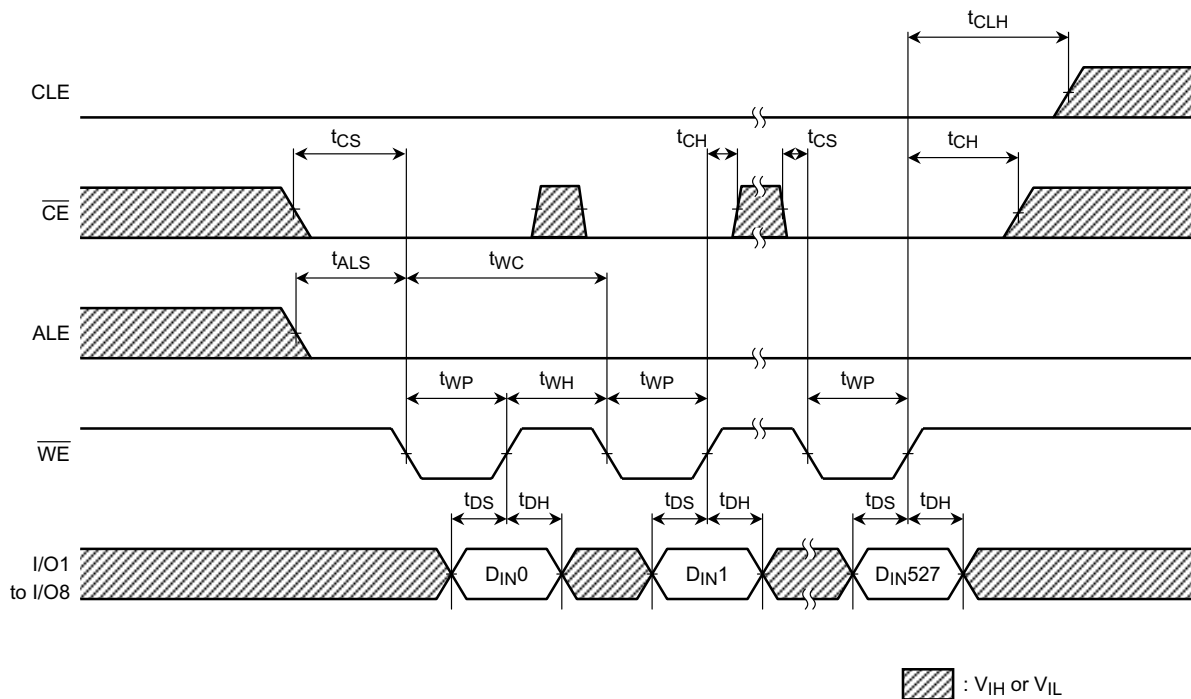 tCLH
CLE
tCS
tCH
tCS
tCH
CE
tALS
tWC
ALE
tWP
tWH
tWP
tWP
WE
tDS
tDH
tDS
tDH
tDS
tDH
I/O1
to I/O8
DIN0
DIN1
DIN527
: VIH or VIL